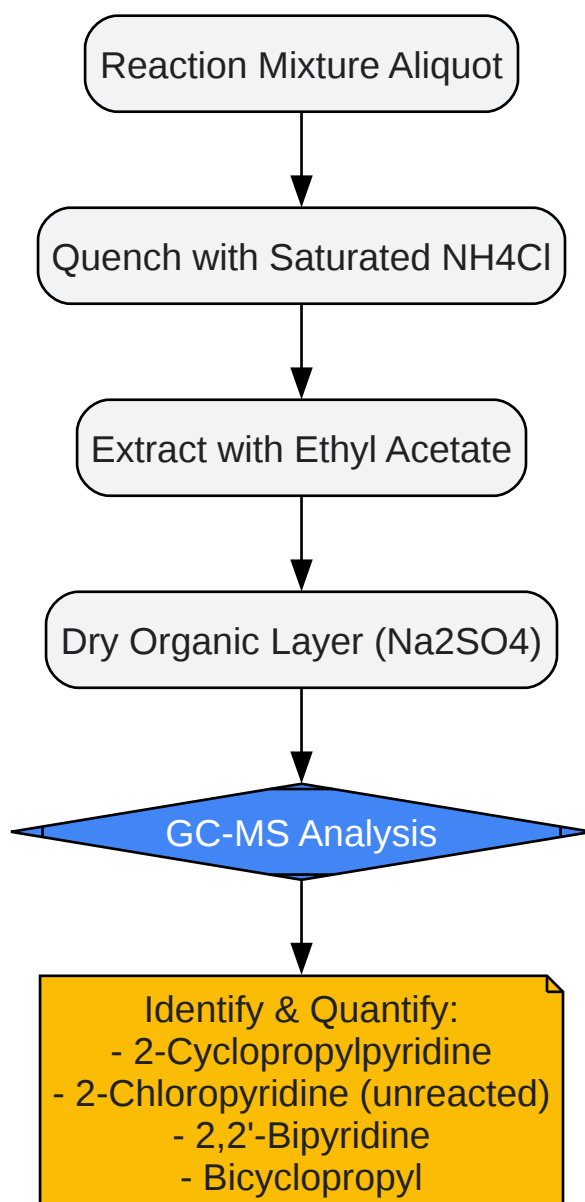 Reaction Mixture Aliquot
Quench with Saturated NH4Cl
Extract with Ethyl Acetate
Dry Organic Layer (Na2SO4)
GC-MS Analysis
Identify & Quantify:
- 2-Cyclopropylpyridine
- 2-Chloropyridine (unreacted)
- 2,2'-Bipyridine
- Bicyclopropyl